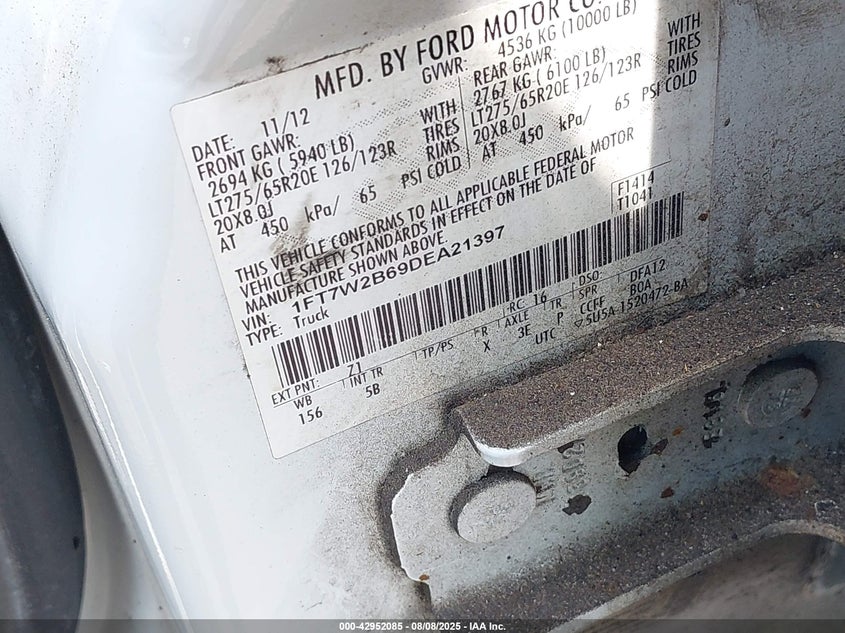 MFD. BY FORD MOTOR CO.
DATE: 11/12 GVWR: 4536 KG (10000 LB)
FRONT GAWR: REAR GAWR:
2694 KG ( 5940 LB) WITH 2767 KG ( 6100 LB) WITH
LT275/65R20E 126/123R TIRES LT275/65R20E 126/123R TIRES
20X8.0J RIMS 20X8.0J RIMS
AT 450 kPa/ 65 PSI COLD AT 450 kPa/ 65 PSI COLD
THIS VEHICLE CONFORMS TO ALL APPLICABLE FEDERAL MOTOR
VEHICLE SAFETY STANDARDS IN EFFECT ON THE DATE OF
MANUFACTURE SHOWN ABOVE.
VIN: 1FT7W2B69DEA21397 F1414
TYPE: Truck T1041
EXT PNT: Z1 RC: 16 DSO:
WB INT TR TP/PS R AXLE TR SPR DFA12
156 5B X 3E P CCFF BOA
UTC 5U5A-1520472-BA
000-42952085 - 08/08/2025 - IAA Inc.